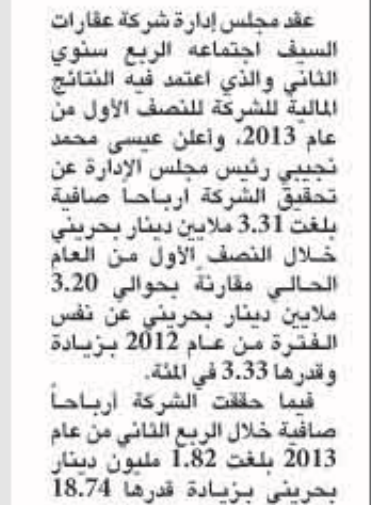 عقد مجلس إدارة شركة عقارات
السيف اجتماعه الربع سنوي
الثاني والذي اعتمد فيه النتائج
المالية للشركة للنصف الأول من
عام 2013، وأعلن عيسى محمد
نجيبي رئيس مجلس الإدارة عن
تحقيق الشركة أرباحاً صافية
بلغت 3.31 ملايين دينار بحريني
خلال النصف الأول من العام
الحالي مقارنة بحوالي 3.20
ملايين دينار بحريني عن نفس
الفترة من عام 2012 بزيادة
وقدرها 3.33 في المئة.
فيما حققت الشركة أرباحاً
صافية خلال الربع الثاني من عام
2013 بلغت 1.82 مليون دينار
بحريني بزيادة قدرها 18.74